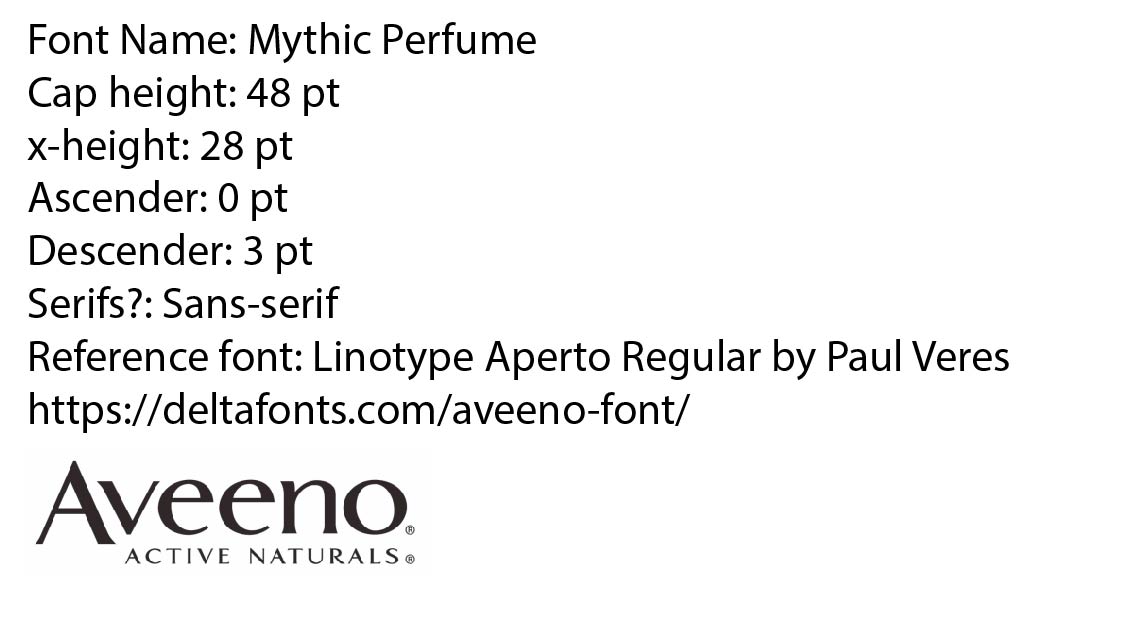 Font Name: Mythic Perfume
Cap height: 48 pt
x-height: 28 pt
Ascender: 0 pt
Descender: 3 pt
Serifs?: Sans-serif
Reference font: Linotype Aperto Regular by Paul Veres
https://deltafonts.com/aveeno-font/
Aveeno®
ACTIVE NATURALS®